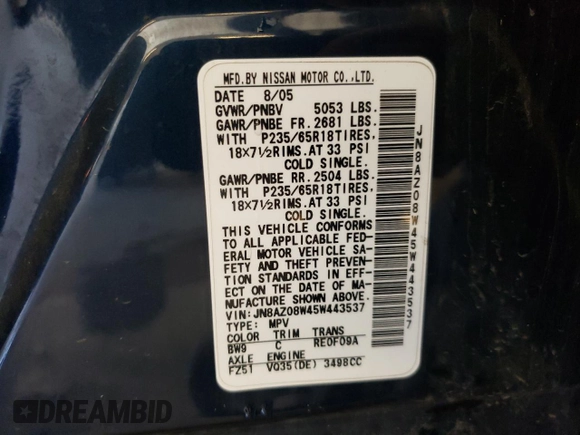 MFD.BY NISSAN MOTOR CO.,LTD.
DATE 8/05
GVWR/PNBV 5053 LBS.
GAWR/PNBE FR. 2681 LBS.
WITH P235/65R18TIRES,
18X7½RIMS.AT 33 PSI
COLD SINGLE.
GAWR/PNBE RR. 2504 LBS.
WITH P235/65R18TIRES,
18X7½RIMS.AT 33 PSI
COLD SINGLE.
THIS VEHICLE CONFORMS
TO ALL APPLICABLE FED-
ERAL MOTOR VEHICLE SA-
FETY AND THEFT PREVEN-
TION STANDARDS IN EFF-
ECT ON THE DATE OF MA-
NUFACTURE SHOWN ABOVE.
VIN:JN8AZ08W45W443537
TYPE: MPV
COLOR TRIM TRANS
BW9 C RE0F09A
AXLE ENGINE
FZ51 VQ35(DE) 3498CC
JN8AZ08W45W443537
DREAMBID
dreambid.com